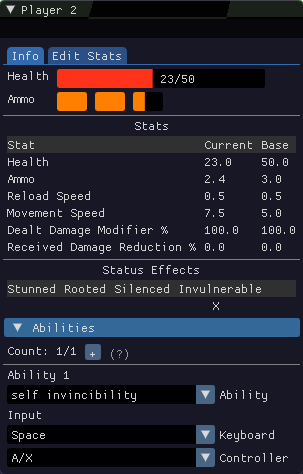 ▼ Player 2
Info Edit Stats
Health 23/50
Ammo
Stats
Stat Current Base
Health 23.0 50.0
Ammo 2.4 3.0
Reload Speed 0.5 0.5
Movement Speed 7.5 5.0
Dealt Damage Modifier % 100.0 100.0
Received Damage Reduction % 0.0 0.0
Status Effects
Stunned Rooted Silenced Invulnerable
X
▼ Abilities
Count: 1/1 + (?)
Ability 1
self invincibility ▼ Ability
Input
Space ▼ Keyboard
A/X ▼ Controller